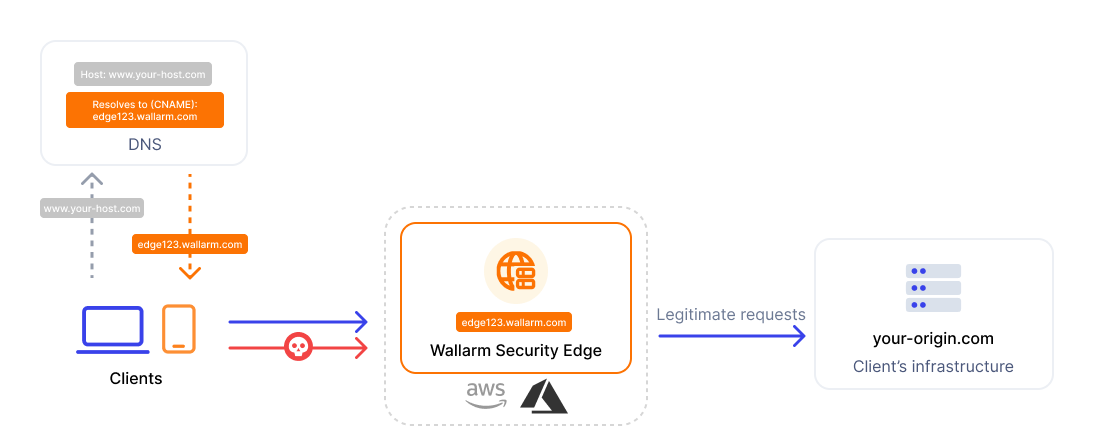 Host: www.your-host.com
Resolves to (CNAME):
edge123.wallarm.com
DNS
www.your-host.com
edge123.wallarm.com
Clients
edge123.wallarm.com
Wallarm Security Edge
aws
Legitimate requests
your-origin.com
Client’s infrastructure